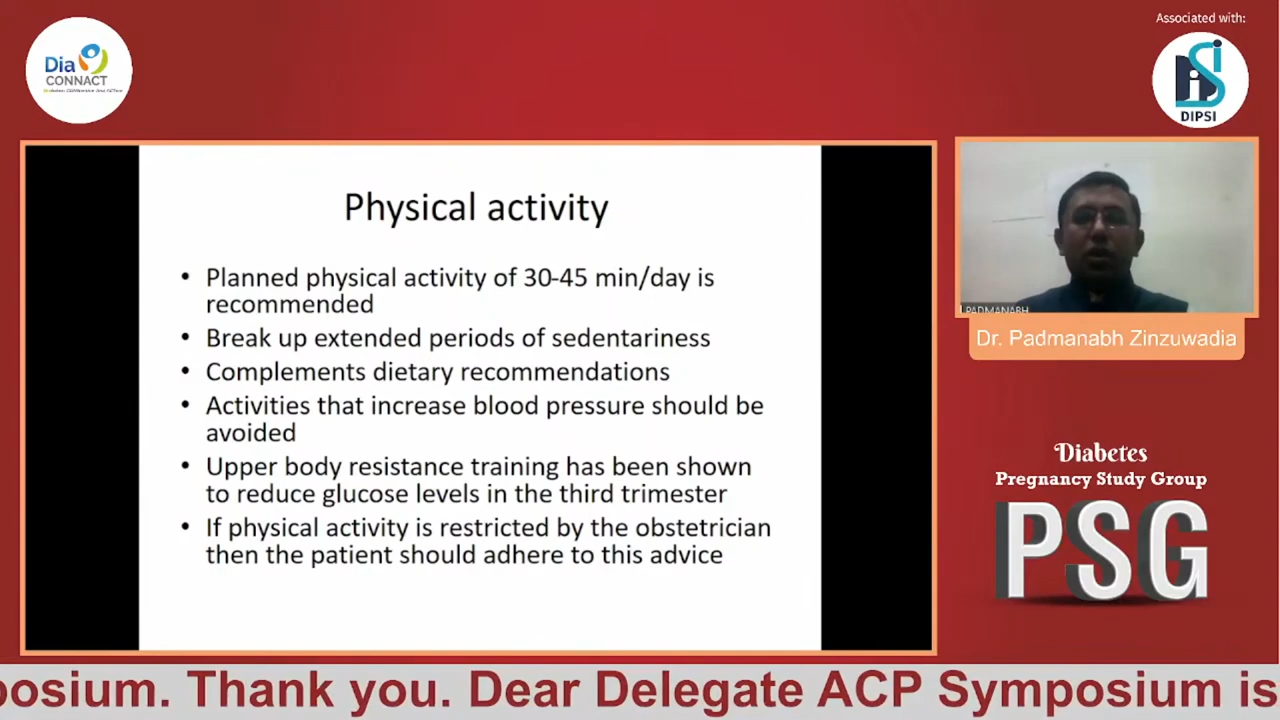 Associated with:
Dia
CONNACT
DiSi
DIPSI
Physical activity
• Planned physical activity of 30-45 min/day is
recommended
• Break up extended periods of sedentariness
• Complements dietary recommendations
• Activities that increase blood pressure should be
avoided
• Upper body resistance training has been shown
to reduce glucose levels in the third trimester
• If physical activity is restricted by the obstetrician
then the patient should adhere to this advice
PADMANABH
Dr. Padmanabh Zinzuwadia
Diabetes
Pregnancy Study Group
PSG
posium. Thank you. Dear Delegate ACP Symposium is